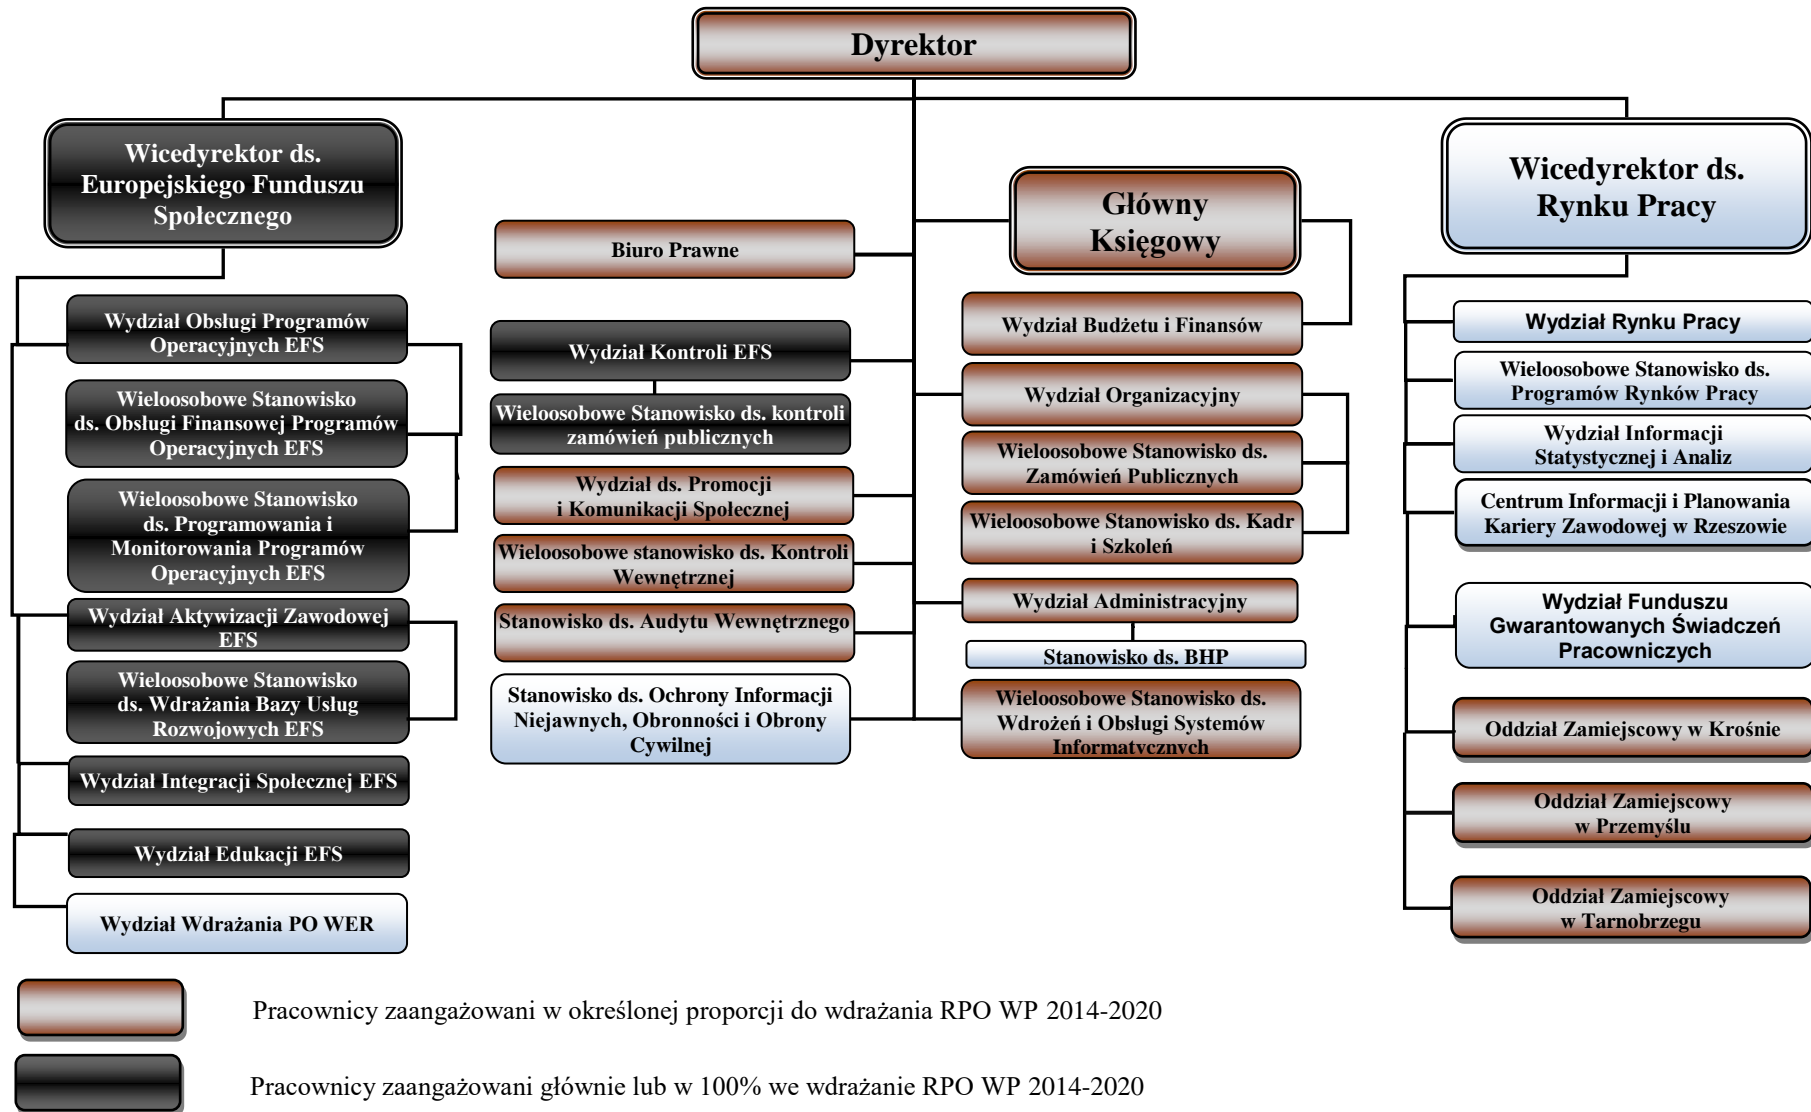 Dyrektor
Wicedyrektor ds.
Europejskiego Funduszu
Społecznego
Wydział Obsługi Programów
Operacyjnych EFS
Wieloosobowe Stanowisko
ds. Obsługi Finansowej Programów
Operacyjnych EFS
Wieloosobowe Stanowisko
ds. Programowania i
Monitorowania Programów
Operacyjnych EFS
Wydział Aktywizacji Zawodowej
EFS
Wieloosobowe Stanowisko
ds. Wdrażania Bazy Usług
Rozwojowych EFS
Wydział Integracji Społecznej EFS
Wydział Edukacji EFS
Wydział Wdrażania PO WER
Biuro Prawne
Wydział Kontroli EFS
Wieloosobowe Stanowisko ds. kontroli
zamówień publicznych
Wydział ds. Promocji
i Komunikacji Społecznej
Wieloosobowe stanowisko ds. Kontroli
Wewnętrznej
Stanowisko ds. Audytu Wewnętrznego
Stanowisko ds. Ochrony Informacji
Niejawnych, Obronności i Obrony
Cywilnej
Główny
Księgowy
Wydział Budżetu i Finansów
Wydział Organizacyjny
Wieloosobowe Stanowisko ds.
Zamówień Publicznych
Wieloosobowe Stanowisko ds. Kadr
i Szkoleń
Wydział Administracyjny
Stanowisko ds. BHP
Wieloosobowe Stanowisko ds.
Wdrożeń i Obsługi Systemów
Informatycznych
Wicedyrektor ds.
Rynku Pracy
Wydział Rynku Pracy
Wieloosobowe Stanowisko ds.
Programów Rynków Pracy
Wydział Informacji
Statystycznej i Analiz
Centrum Informacji i Planowania
Kariery Zawodowej w Rzeszowie
Wydział Funduszu
Gwarantowanych Świadczeń
Pracowniczych
Oddział Zamiejscowy w Krośnie
Oddział Zamiejscowy
w Przemyślu
Oddział Zamiejscowy
w Tarnobrzegu
Pracownicy zaangażowani w określonej proporcji do wdrażania RPO WP 2014-2020
Pracownicy zaangażowani głównie lub w 100% we wdrażanie RPO WP 2014-2020